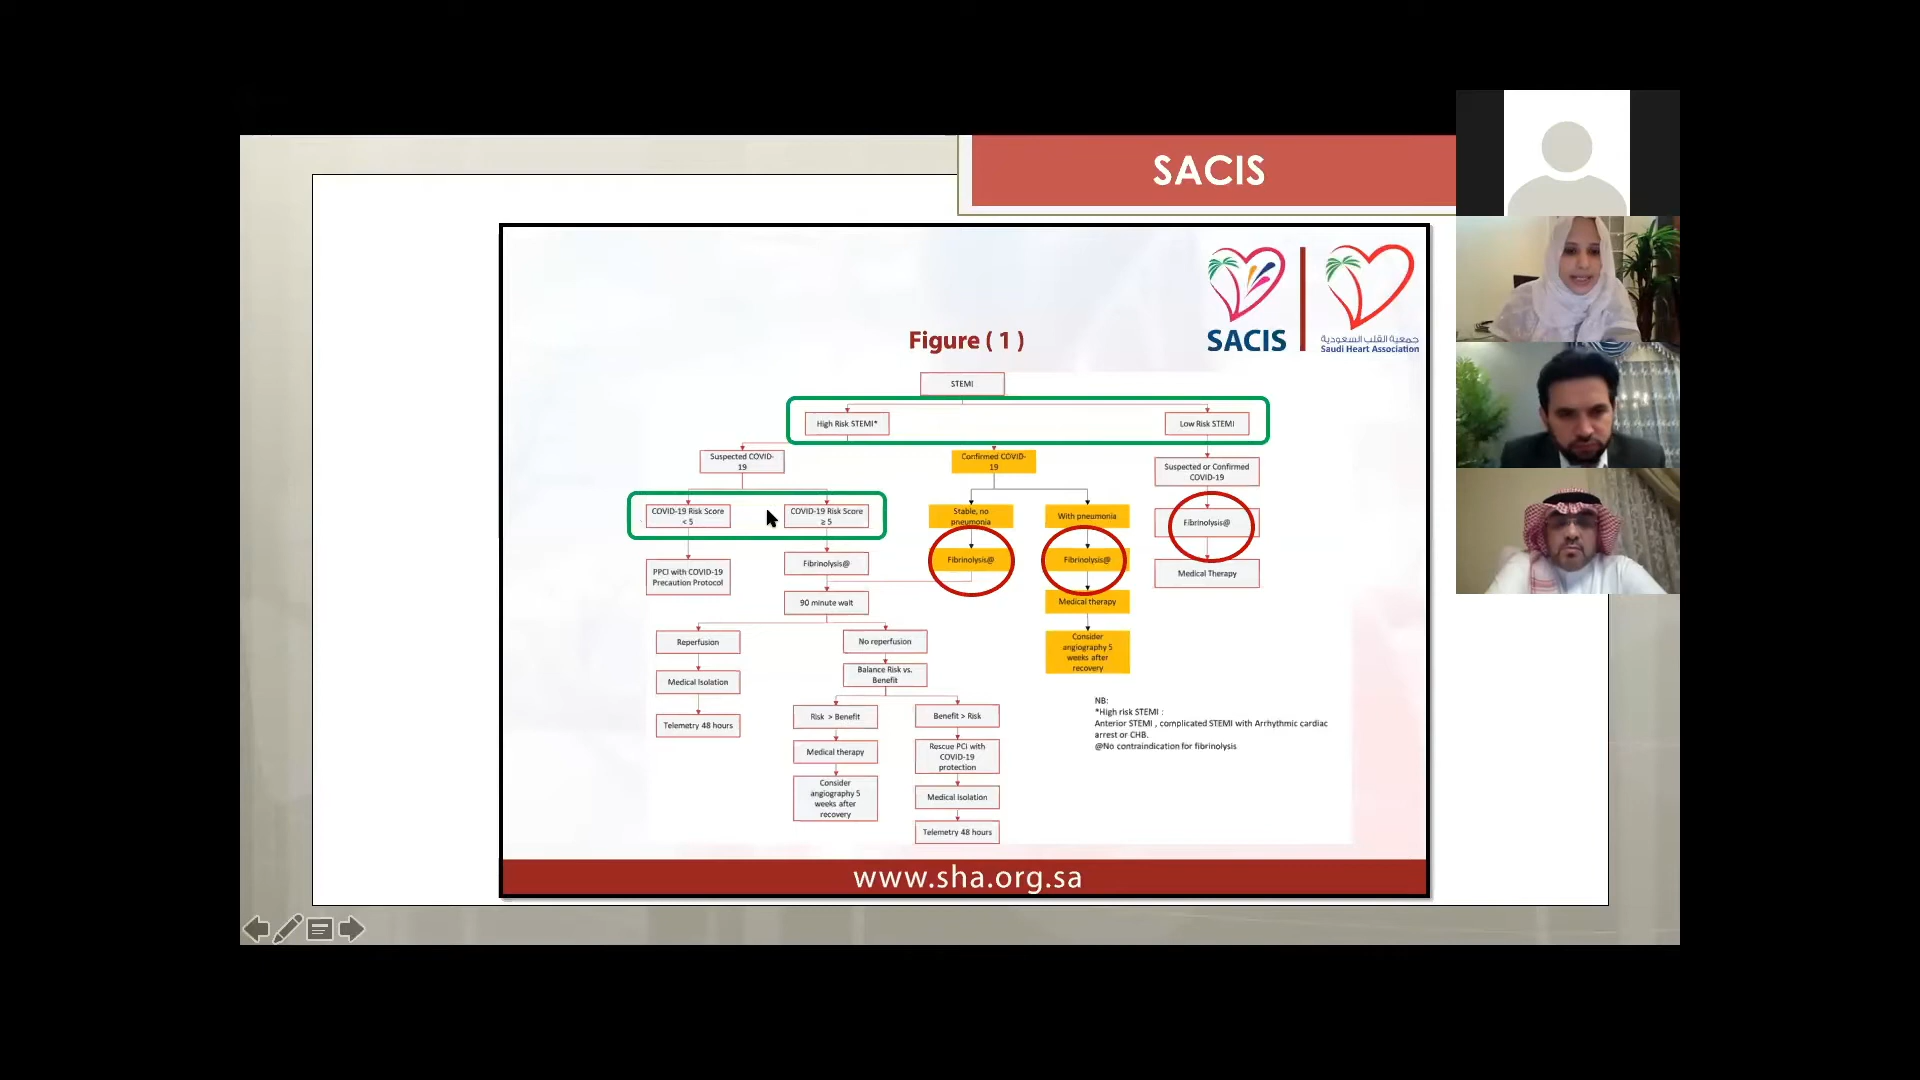 SACIS
SACIS
جمعية القلب السعودية
Saudi Heart Association
Figure ( 1 )
STEMI
High Risk STEMI*
Low Risk STEMI
Suspected COVID-
19
Confirmed COVID-
19
Suspected or Confirmed
COVID-19
COVID-19 Risk Score
< 5
COVID-19 Risk Score
≥ 5
Stable, no
pneumonia
With pneumonia
Fibrinolysis@
PPCI with COVID-19
Precaution Protocol
Fibrinolysis@
Fibrinolysis@
Fibrinolysis@
Medical Therapy
90 minute wait
Medical therapy
Reperfusion
No reperfusion
Consider
angiography 5
weeks after
recovery
Medical Isolation
Balance Risk vs.
Benefit
Telemetry 48 hours
Risk > Benefit
Benefit > Risk
Medical therapy
Rescue PCI with
COVID-19
protection
Consider
angiography 5
weeks after
recovery
Medical Isolation
Telemetry 48 hours
NB:
*High risk STEMI :
Anterior STEMI , complicated STEMI with Arrhythmic cardiac
arrest or CHB.
@No contraindication for fibrinolysis
www.sha.org.sa